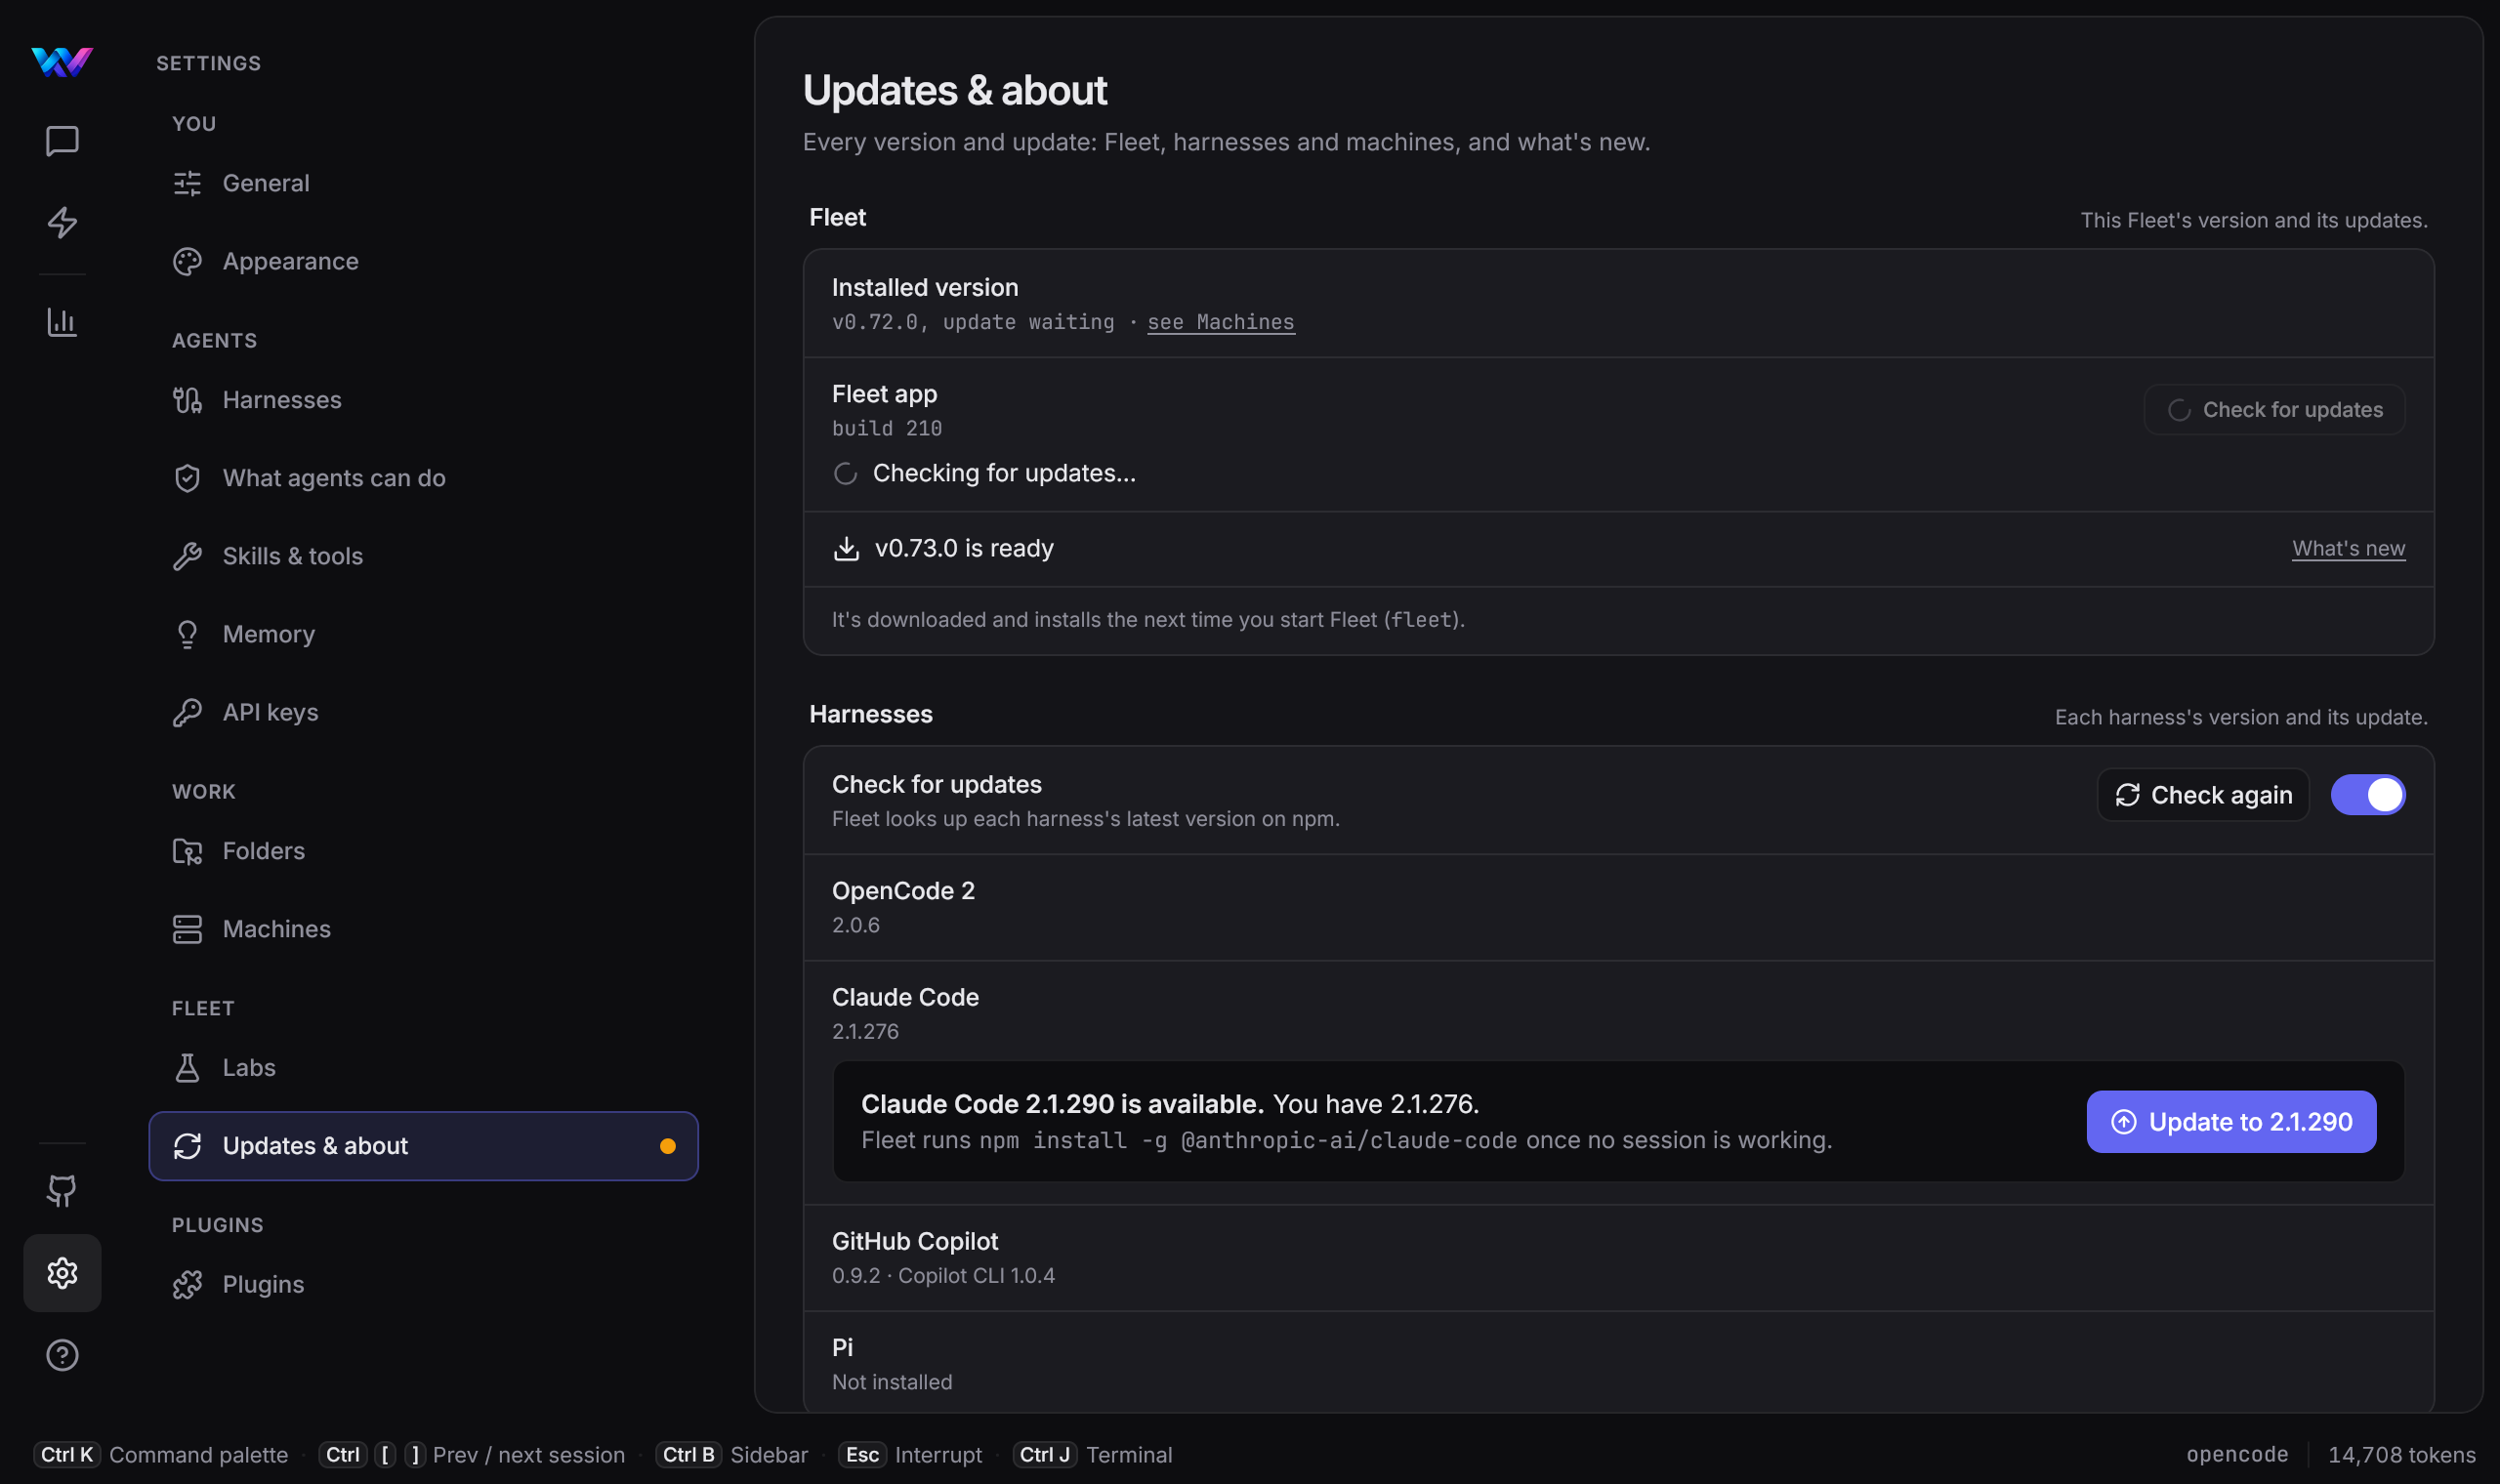 SETTINGS
YOU
General
Appearance
AGENTS
Harnesses
What agents can do
Skills & tools
Memory
API keys
WORK
Folders
Machines
FLEET
Labs
Updates & about
PLUGINS
Plugins
Updates & about
Every version and update: Fleet, harnesses and machines, and what's new.
Fleet
This Fleet's version and its updates.
Installed version
v0.72.0, update waiting · see Machines
Fleet app
build 210
Check for updates
Checking for updates...
v0.73.0 is ready
What's new
It's downloaded and installs the next time you start Fleet (fleet).
Harnesses
Each harness's version and its update.
Check for updates
Fleet looks up each harness's latest version on npm.
Check again
OpenCode 2
2.0.6
Claude Code
2.1.276
Claude Code 2.1.290 is available. You have 2.1.276.
Fleet runs npm install -g @anthropic-ai/claude-code once no session is working.
Update to 2.1.290
GitHub Copilot
0.9.2 · Copilot CLI 1.0.4
Pi
Not installed
Ctrl K Command palette · Ctrl [ ] Prev / next session · Ctrl B Sidebar · Esc Interrupt · Ctrl J Terminal
opencode
14,708 tokens